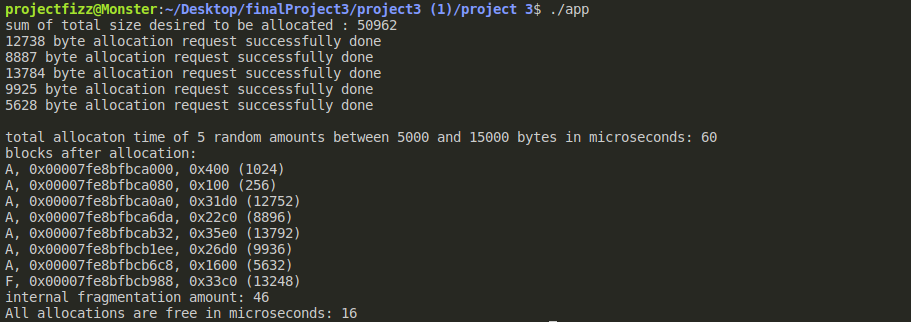 projectfizz@Monster:~/Desktop/finalProject3/project3 (1)/project 3$ ./app
sum of total size desired to be allocated : 50962
12738 byte allocation request successfully done
8887 byte allocation request successfully done
13784 byte allocation request successfully done
9925 byte allocation request successfully done
5628 byte allocation request successfully done
total allocaton time of 5 random amounts between 5000 and 15000 bytes in microseconds: 60
blocks after allocation:
A, 0x00007fe8bfbca000, 0x400 (1024)
A, 0x00007fe8bfbca080, 0x100 (256)
A, 0x00007fe8bfbca0a0, 0x31d0 (12752)
A, 0x00007fe8bfbca6da, 0x22c0 (8896)
A, 0x00007fe8bfbcab32, 0x35e0 (13792)
A, 0x00007fe8bfbcb1ee, 0x26d0 (9936)
A, 0x00007fe8bfbcb6c8, 0x1600 (5632)
F, 0x00007fe8bfbcb988, 0x33c0 (13248)
internal fragmentation amount: 46
All allocations are free in microseconds: 16